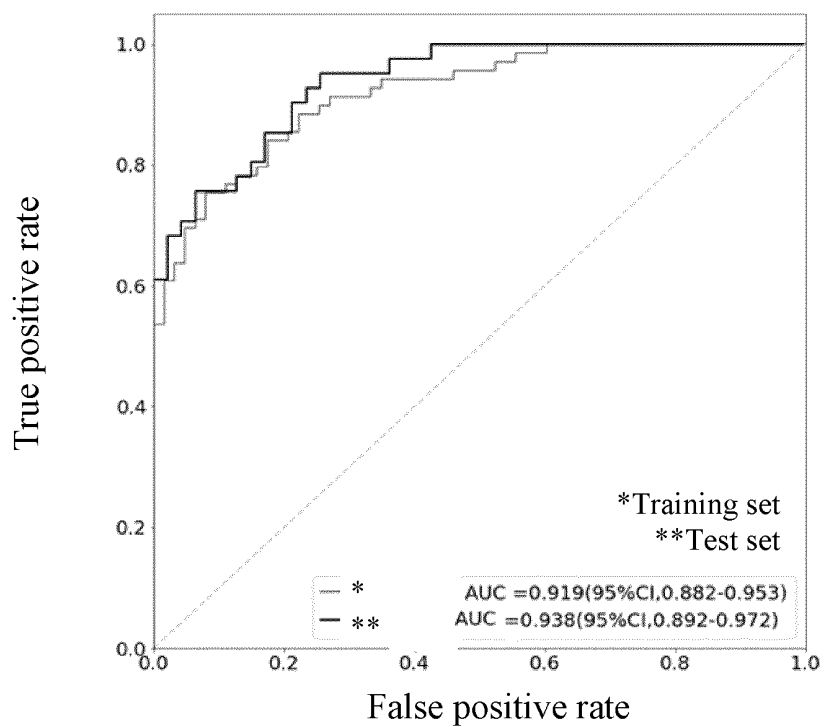 1.0
0.8
0.6
0.4
0.2
0.0
True positive rate
*Training set
**Test set
* AUC =0.919(95%CI,0.882-0.953)
** AUC =0.938(95%CI,0.892-0.972)
0.0 0.2 0.4 0.6 0.8 1.0
False positive rate